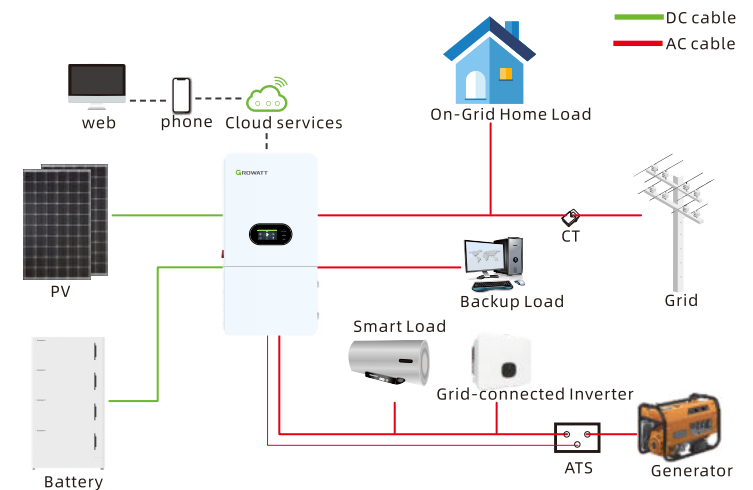 DC cable
AC cable
web
phone
Cloud services
On-Grid Home Load
GROWATT
PV
CT
Grid
Backup Load
Smart Load
Grid-connected Inverter
Battery
ATS
Generator